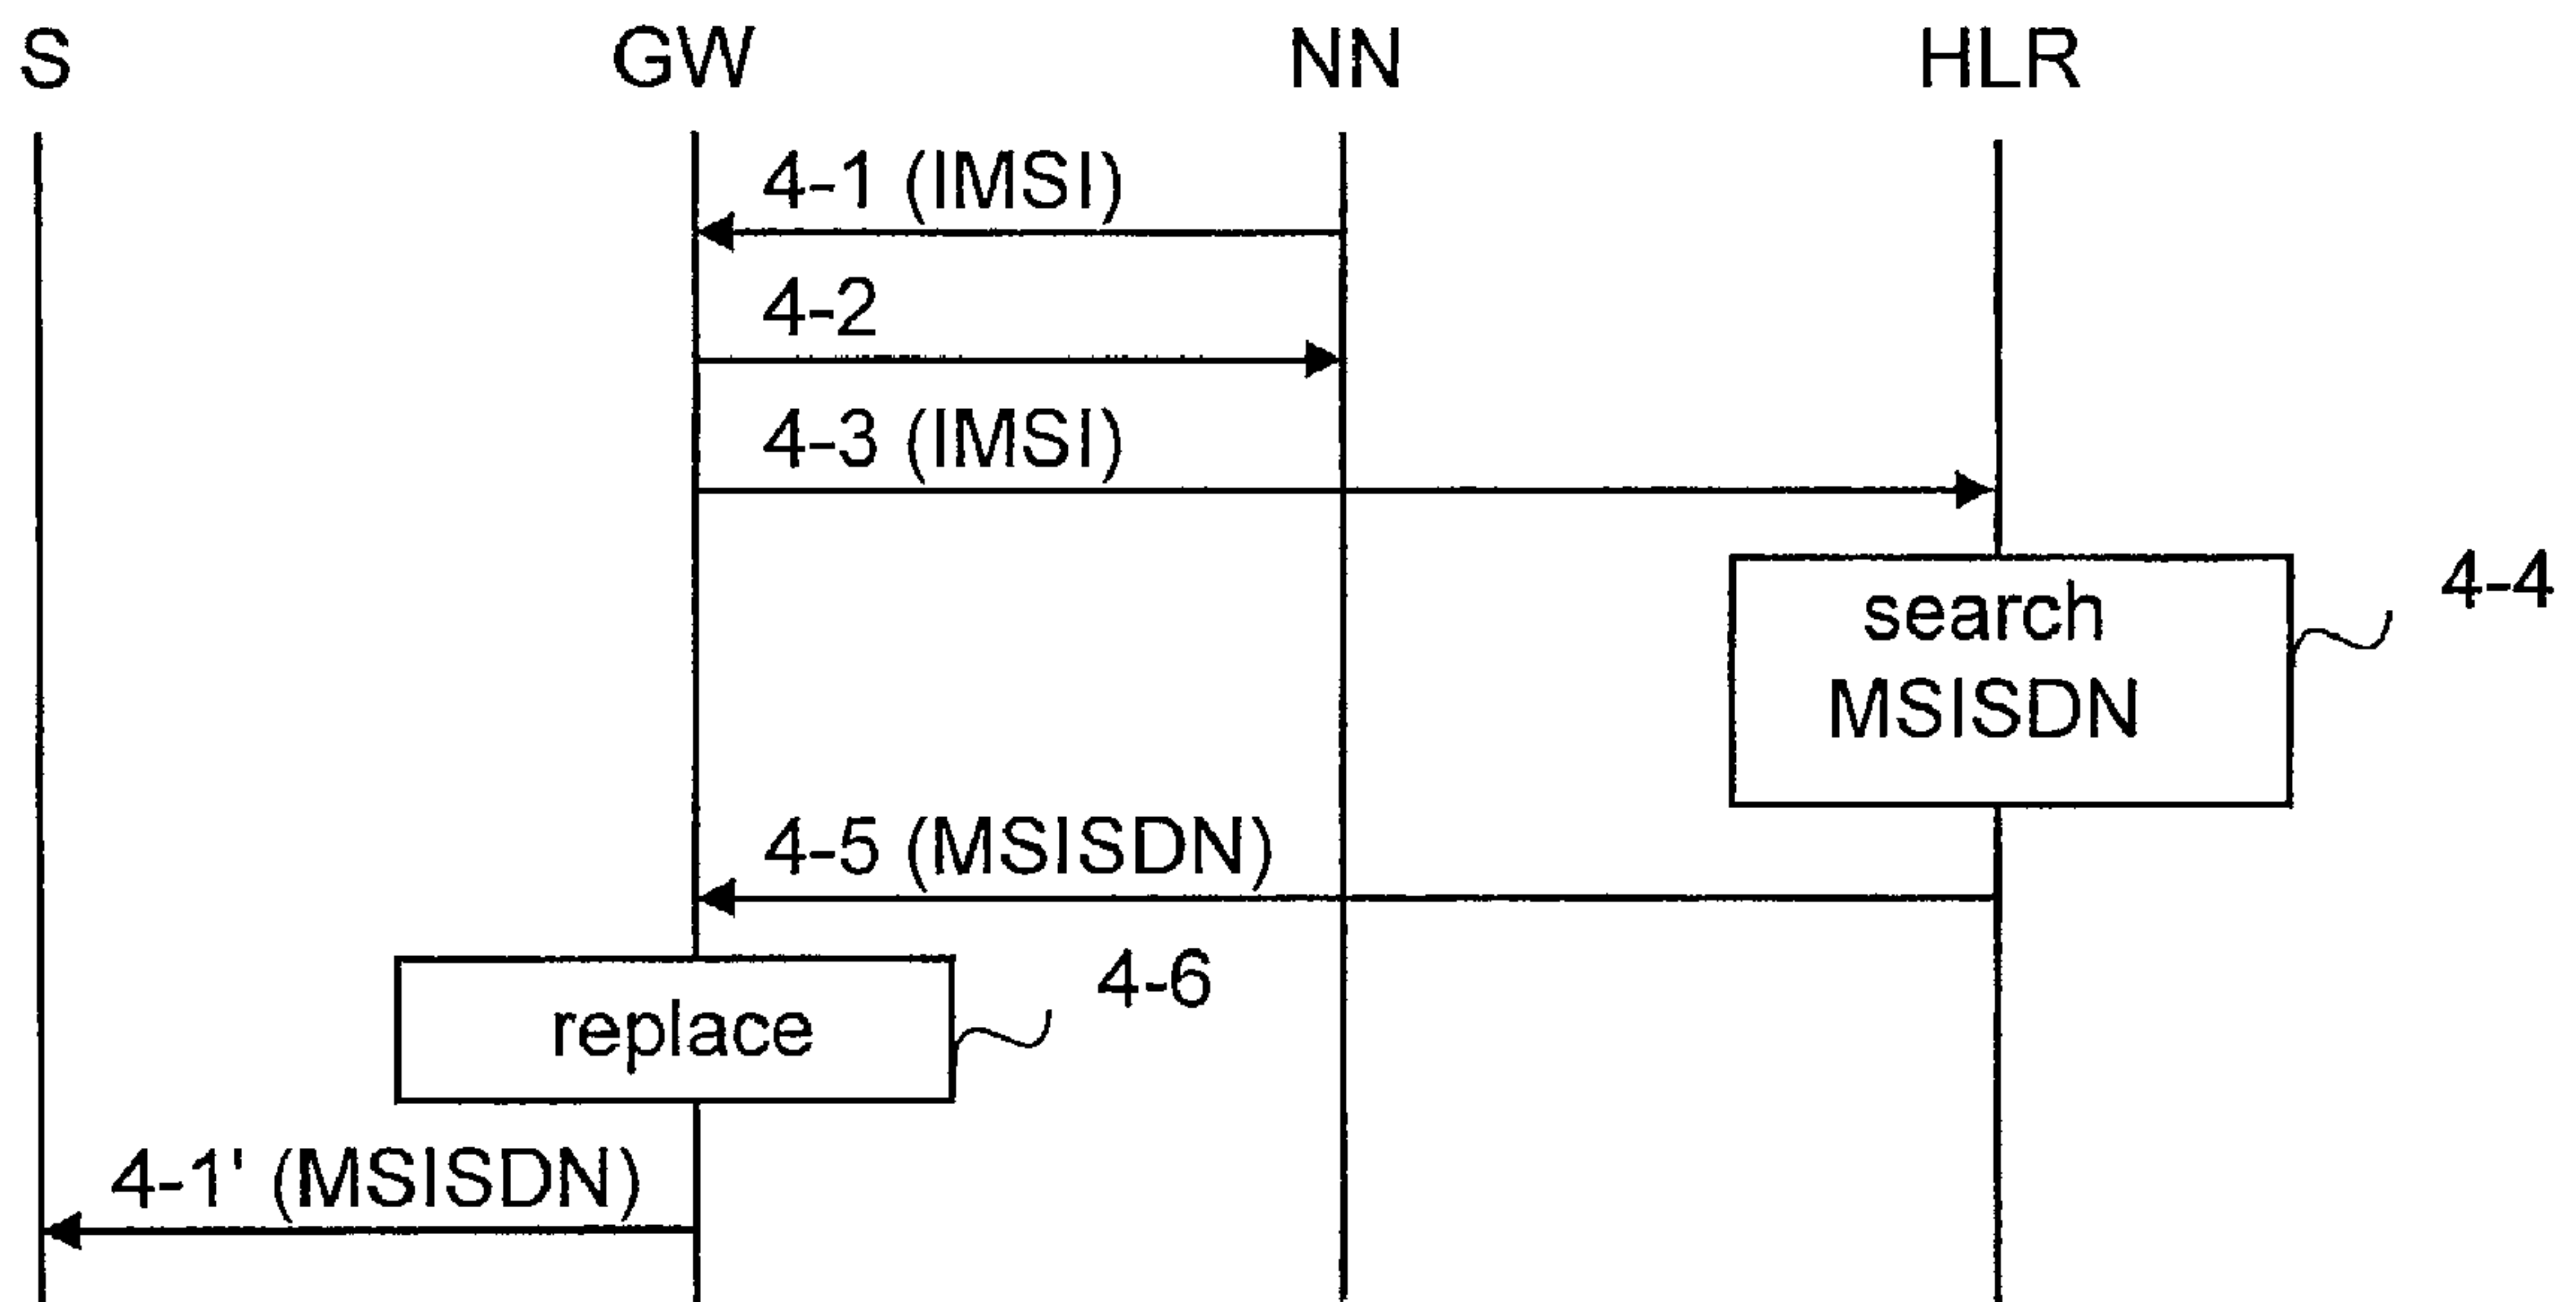 S
GW
NN
HLR
4-1 (IMSI)
4-2
4-3 (IMSI)
search
MSISDN
4-4
4-5 (MSISDN)
replace
4-6
4-1' (MSISDN)